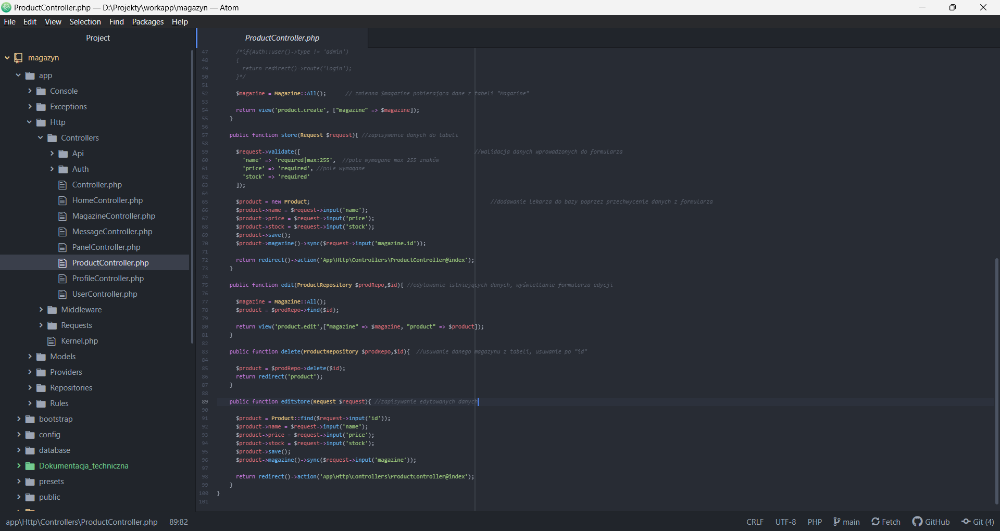 ProductController.php — D:\Projekty\workapp\magazyn — Atom
File Edit View Selection Find Packages Help
Project
magazyn
app
Console
Exceptions
Http
Controllers
Api
Auth
Controller.php
HomeController.php
MagazineController.php
MessageController.php
PanelController.php
ProductController.php
ProfileController.php
UserController.php
Middleware
Requests
Kernel.php
Models
Providers
Repositories
Rules
bootstrap
config
database
Dokumentacja_techniczna
presets
public
ProductController.php
47 /*if(Auth::user()->type != 'admin')
48 {
49 return redirect()->route('login');
50 }*/
51
52 $magazine = Magazine::All(); // zmienna $magazine pobierająca dane z tabeli "Magazine"
53
54 return view('product.create', ["magazine" => $magazine]);
55 }
56
57 public function store(Request $request){ //zapisywanie danych do tabeli
58
59 $request->validate([ //walidacja danych wprowadzonych do formularza
60 'name' => 'required|max:255', //pole wymagane max 255 znaków
61 'price' => 'required', //pole wymagane
62 'stock' => 'required'
63 ]);
64
65 $product = new Product; //dodawanie lekarza do bazy poprzez przechwycenie danych z formularza
66 $product->name = $request->input('name');
67 $product->price = $request->input('price');
68 $product->stock = $request->input('stock');
69 $product->save();
70 $product->magazine()->sync($request->input('magazine.id'));
71
72 return redirect()->action('App\Http\Controllers\ProductController@index');
73 }
74
75 public function edit(ProductRepository $prodRepo,$id){ //edytowanie istniejących danych, wyświetlanie formularza edycji
76
77 $magazine = Magazine::All();
78 $product = $prodRepo->find($id);
79
80 return view('product.edit',["magazine" => $magazine, "product" => $product]);
81 }
82
83 public function delete(ProductRepository $prodRepo,$id){ //usuwanie danego magazynu z tabeli, usuwanie po "id"
84
85 $product = $prodRepo->delete($id);
86 return redirect('product');
87 }
88
89 public function editStore(Request $request){ //zapisywanie edytowanych danych
90
91 $product = Product::find($request->input('id'));
92 $product->name = $request->input('name');
93 $product->price = $request->input('price');
94 $product->stock = $request->input('stock');
95 $product->save();
96 $product->magazine()->sync($request->input('magazine'));
97
98 return redirect()->action('App\Http\Controllers\ProductController@index');
99 }
100 }
101
app\Http\Controllers\ProductController.php 89:82 CRLF UTF-8 PHP main Fetch GitHub Git (4)